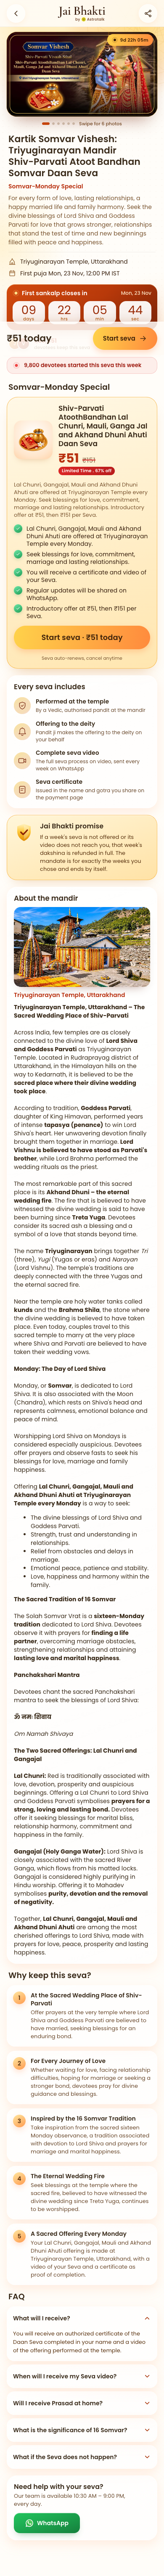 Jai Bhakti
by Astrotalk
9d 22h 05m
Somvar Vishesh
Swipe for 6 photos
Kartik Somvar Vishesh:
Triyuginarayan Mandir
Shiv-Parvati Atoot Bandhan
Somvar Daan Seva
Somvar-Monday Special
For every form of love, lasting relationships, a
happy married life and family harmony. Seek the
divine blessings of Lord Shiva and Goddess
Parvati for love that grows stronger, relationships
that stand the test of time and new beginnings
filled with peace and happiness.
Triyuginarayan Temple, Uttarakhand
First puja Mon, 23 Nov, 12:00 PM IST
First sankalp closes in
Mon, 23 Nov
09 22 05 44
days hrs min sec
₹51 today
Start seva →
9,800 devotees started this seva this week
Somvar-Monday Special
Shiv-Parvati
AtootBandhan Lal
Chunri, Mauli, Ganga Jal
and Akhand Dhuni Ahuti
Daan Seva
₹51 ₹151
Limited Time . 67% off
Lal Chunri, Gangajal, Mauli and Akhand Dhuni
Ahuti are offered at Triyuginarayan Temple every
Monday. Seek blessings for love, commitment,
marriage and lasting relationships. Introductory
offer at ₹51, then ₹151 per Seva.
Lal Chunri, Gangajal, Mauli and Akhand
Dhuni Ahuti are offered at Triyuginarayan
Temple every Monday.
Seek blessings for love, commitment,
marriage and lasting relationships.
You will receive a certificate and video of
your Seva.
Regular updates will be shared on
WhatsApp.
Introductory offer at ₹51, then ₹151 per
Seva.
Start seva · ₹51 today
Seva auto-renews, cancel anytime
Every seva includes
Performed at the temple
By a Vedic, authorised pandit at the mandir
Offering to the deity
Pandit ji makes the offering to the deity on
your behalf
Complete seva video
The full seva process on video, sent every
week on WhatsApp
Seva certificate
Issued in the name and gotra you share on
the payment page
Jai Bhakti promise
If a week's seva is not offered or its
video does not reach you, that week's
dakshina is refunded in full. The
mandate is yours: skip the weeks you
choose and ends by itself.
About the mandir
Triyuginarayan Temple, Uttarakhand
Triyuginarayan Temple, Uttarakhand – The
Sacred Wedding Place of Shiv-Parvati
Across India, few temples are as closely
connected to the divine love of Lord Shiva
and Goddess Parvati as Triyuginarayan
Temple. Located in Rudraprayag district of
Uttarakhand, in the Himalayan hills on the
way to Kedarnath, it is believed to be the
sacred place where their divine wedding
took place.
According to tradition, Goddess Parvati,
daughter of King Himavan, performed years
of intense tapasya (penance) to win Lord
Shiva's heart. Her unwavering devotion finally
brought them together in marriage. Lord
Vishnu is believed to have stood as Parvati's
brother, while Lord Brahma performed the
wedding rituals as the priest.
The most remarkable part of this sacred
place is its Akhand Dhuni – the eternal
wedding fire. The same fire believed to have
witnessed the divine wedding is said to have
been burning since Treta Yuga. Devotees
consider its sacred ash a blessing and a
symbol of a love that stays forever.
The name Triyuginarayan brings together Tri
(three), Yugi (Yugas or eras) and Narayan
(Lord Vishnu). The temple's traditions are
deeply connected to the three Yugas and
the eternal sacred fire.
Near the temple are holy water tanks called
kunds and the Brahma Shila, the stone where
the divine wedding is believed to have taken
place. Even today, couples travel to this
sacred temple to marry at the very place
where Shiva and Parvati are believed to have
taken their wedding vows.
Monday: The Day of Lord Shiva
Monday, or Somvar, is dedicated to Lord
Shiva. It is also associated with the Moon
(Chandra), which rests on Shiva's head and
represents calmness, emotional balance and
peace of mind.
Worshipping Lord Shiva on Mondays is
considered especially auspicious. Devotees
offer prayers and observe fasts to seek his
blessings for love, marriage and family
happiness.
Offering Lal Chunri, Gangajal, Mauli and
Akhand Dhuni Ahuti at Triyuginarayan
Temple every Monday is a way to seek:
• The divine blessings of Lord Shiva and
Goddess Parvati.
• Strength, trust and understanding in
relationships.
• Relief from obstacles and delays in
marriage.
• Emotional peace, patience and stability.
• Love, happiness and harmony within the
family.
The Sacred Tradition of 16 Somvar
The Solah Somvar Vrat is a sixteen-Monday
tradition dedicated to Lord Shiva. Devotees
observe it with prayers for finding a life
partner, overcoming marriage obstacles,
strengthening relationships and attaining
lasting love and marital happiness.
Panchakshari Mantra
Devotees chant the sacred Panchakshari
mantra to seek the blessings of Lord Shiva:
ॐ नमः शिवाय
Om Namah Shivaya
The Two Sacred Offerings: Lal Chunri and
Gangajal
Lal Chunri: Red is traditionally associated with
love, devotion, prosperity and auspicious
beginnings. Offering a Lal Chunri to Lord Shiva
and Goddess Parvati symbolises prayers for a
strong, loving and lasting bond. Devotees
offer it seeking blessings for marital bliss,
relationship harmony, commitment and
happiness in the family.
Gangajal (Holy Ganga Water): Lord Shiva is
closely associated with the sacred River
Ganga, which flows from his matted locks.
Gangajal is considered highly purifying in
Hindu worship. Offering it to Mahadev
symbolises purity, devotion and the removal
of negativity.
Together, Lal Chunri, Gangajal, Mauli and
Akhand Dhuni Ahuti are among the most
cherished offerings to Lord Shiva, made with
prayers for love, peace, prosperity and lasting
happiness.
Why keep this seva?
1
At the Sacred Wedding Place of Shiv-
Parvati
Offer prayers at the very temple where Lord
Shiva and Goddess Parvati are believed to
have married, seeking blessings for an
enduring bond.
2
For Every Journey of Love
Whether waiting for love, facing relationship
difficulties, hoping for marriage or seeking a
stronger bond, devotees pray for divine
guidance and blessings.
3
Inspired by the 16 Somvar Tradition
Take inspiration from the sacred sixteen
Monday observance, a tradition associated
with devotion to Lord Shiva and prayers for
marriage and marital happiness.
4
The Eternal Wedding Fire
Seek blessings at the temple where the
sacred fire, believed to have witnessed the
divine wedding since Treta Yuga, continues
to be worshipped.
5
A Sacred Offering Every Monday
Your Lal Chunri, Gangajal, Mauli and Akhand
Dhuni Ahuti offering is made at
Triyuginarayan Temple, Uttarakhand, with a
video of your Seva and a certificate as
proof of completion.
FAQ
What will I receive?
You will receive an authorized certificate of the
Daan Seva completed in your name and a video
of the offering performed at the temple.
When will I receive my Seva video?
Will I receive Prasad at home?
What is the significance of 16 Somvar?
What if the Seva does not happen?
Need help with your seva?
Our team is available 10:30 AM – 9:00 PM,
every day.
WhatsApp